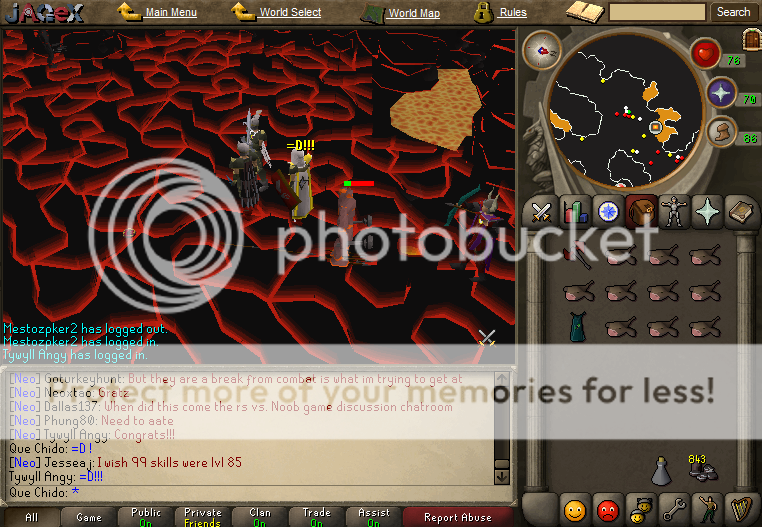 JAGEX Main Menu World Select World Map Rules Search
76
70
86
=D!!!
photobucket
Mestozpker2 has logged out.
Mestozpker2 has logged in.
Tywyll Angy has logged in.
Protect more of your memories for less!
[Neo] Goturkeyhunt: But they are a break from combat is what im trying to get at
[Neo] Neoxtag: Gratz
[Neo] Dallas137: When did this come the rs vs. Noob game discussion chatroom
[Neo] Phung80: Need to aate
[Neo] Tywyll Angy: Congrats!!!
Que Chido: =D !
[Neo] Jesseaj: I wish 99 skills were lvl 85
Tywyll Angy: =D!!!
Que Chido: *
843
All Game Public On Private Friends Clan On Trade On Assist On Report Abuse